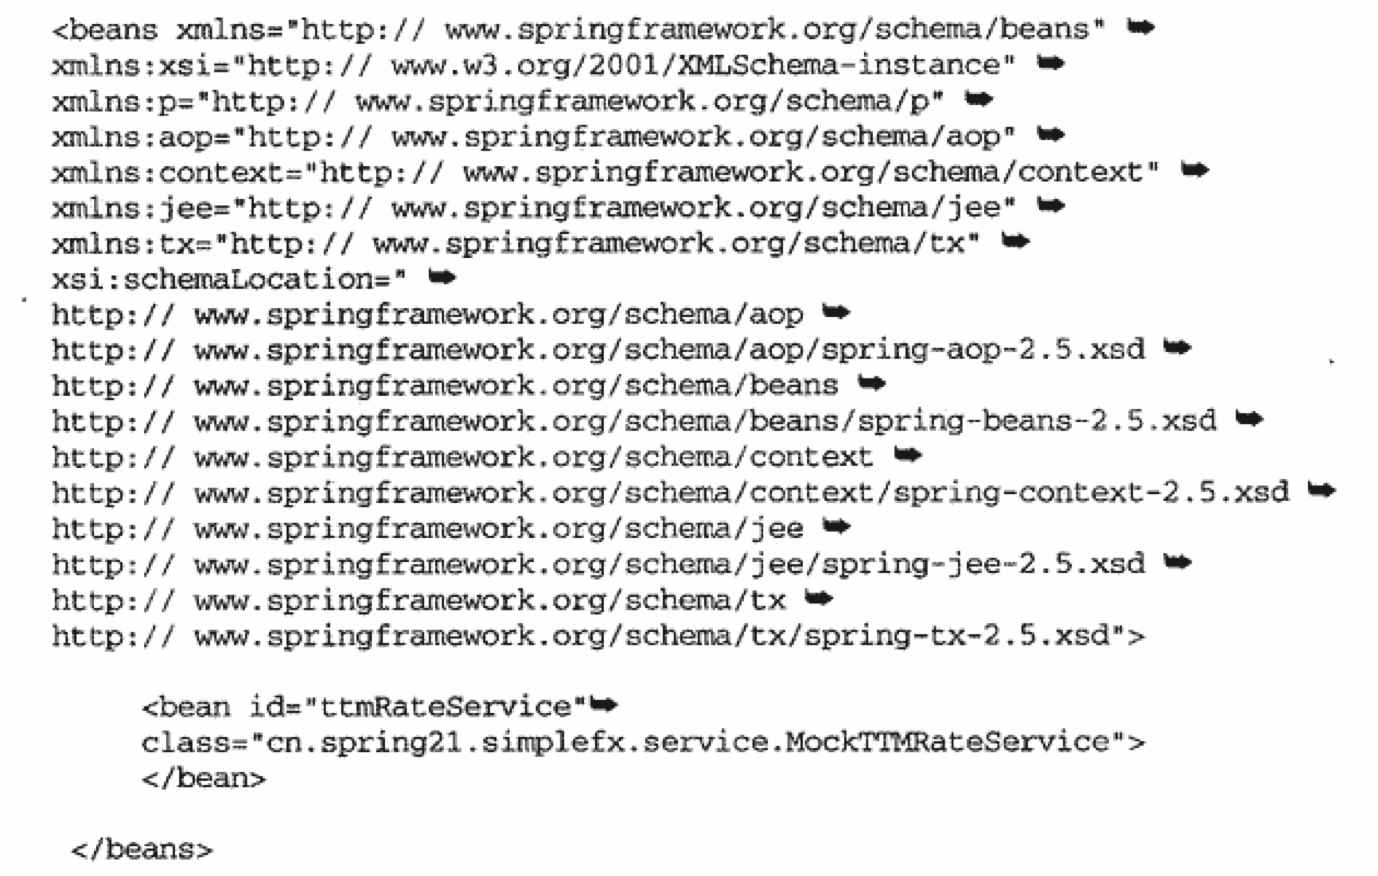 <beans xmlns="http:// www.springframework.org/schema/beans" ➥
xmlns:xsi="http:// www.w3.org/2001/XMLSchema-instance" ➥
xmlns:p="http:// www.springframework.org/schema/p" ➥
xmlns:aop="http:// www.springframework.org/schema/aop" ➥
xmlns:context="http:// www.springframework.org/schema/context" ➥
xmlns:jee="http:// www.springframework.org/schema/jee" ➥
xmlns:tx="http:// www.springframework.org/schema/tx" ➥
xsi:schemaLocation=" ➥
http:// www.springframework.org/schema/aop ➥
http:// www.springframework.org/schema/aop/spring-aop-2.5.xsd ➥
http:// www.springframework.org/schema/beans ➥
http:// www.springframework.org/schema/beans/spring-beans-2.5.xsd ➥
http:// www.springframework.org/schema/context ➥
http:// www.springframework.org/schema/context/spring-context-2.5.xsd ➥
http:// www.springframework.org/schema/jee ➥
http:// www.springframework.org/schema/jee/spring-jee-2.5.xsd ➥
http:// www.springframework.org/schema/tx ➥
http:// www.springframework.org/schema/tx/spring-tx-2.5.xsd">
<bean id="ttmRateService"➥
class="cn.spring21.simplefx.service.MockTTMRateService">
</bean>
</beans>